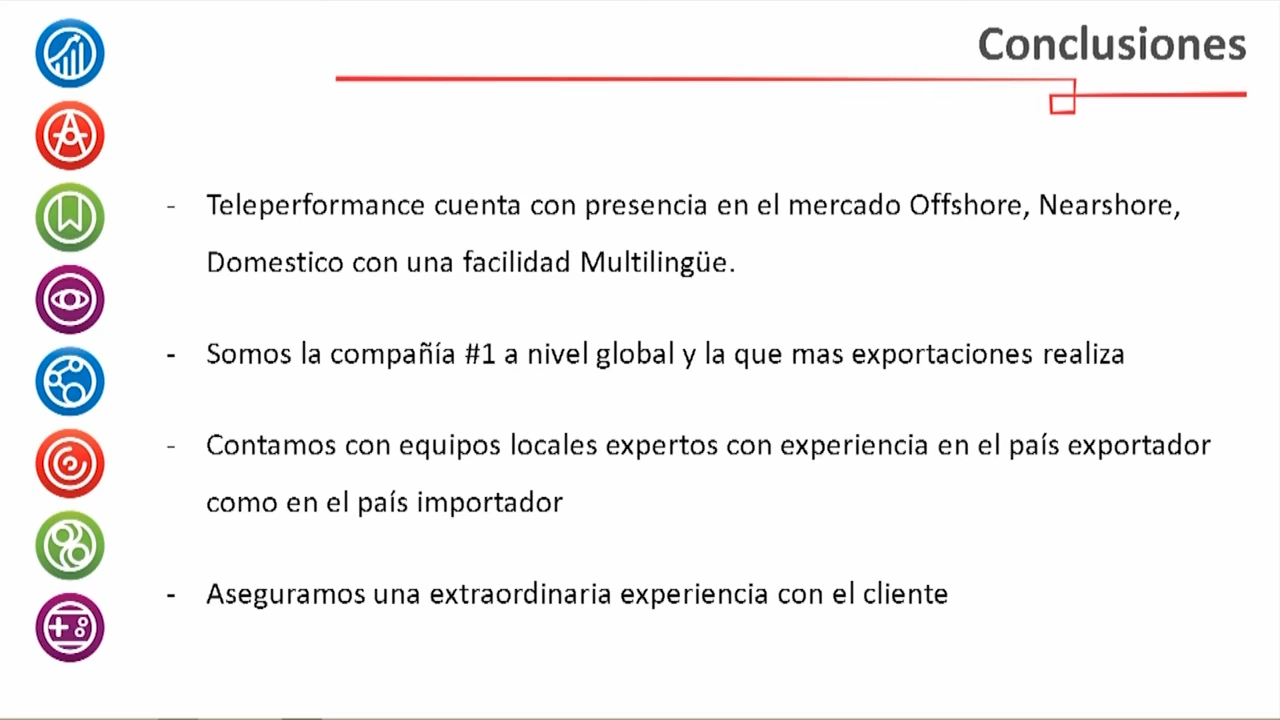 Conclusiones
- Teleperformance cuenta con presencia en el mercado Offshore, Nearshore,
Domestico con una facilidad Multilingüe.
- Somos la compañía #1 a nivel global y la que mas exportaciones realiza
- Contamos con equipos locales expertos con experiencia en el país exportador
como en el país importador
- Aseguramos una extraordinaria experiencia con el cliente